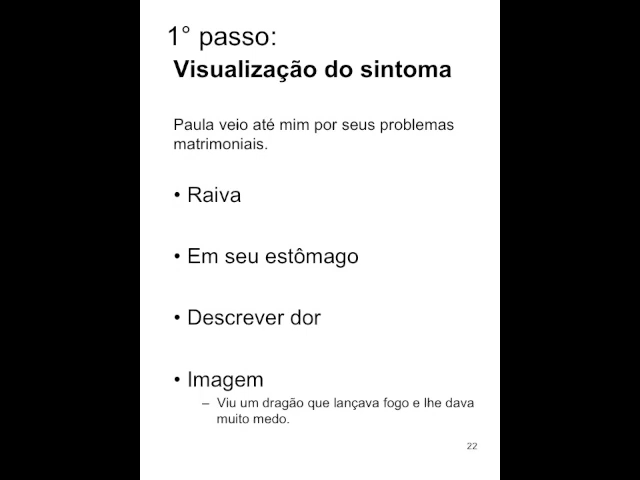 1° passo:
Visualização do sintoma
Paula veio até mim por seus problemas
matrimoniais.
• Raiva
• Em seu estômago
• Descrever dor
• Imagem
– Viu um dragão que lançava fogo e lhe dava
muito medo.
22